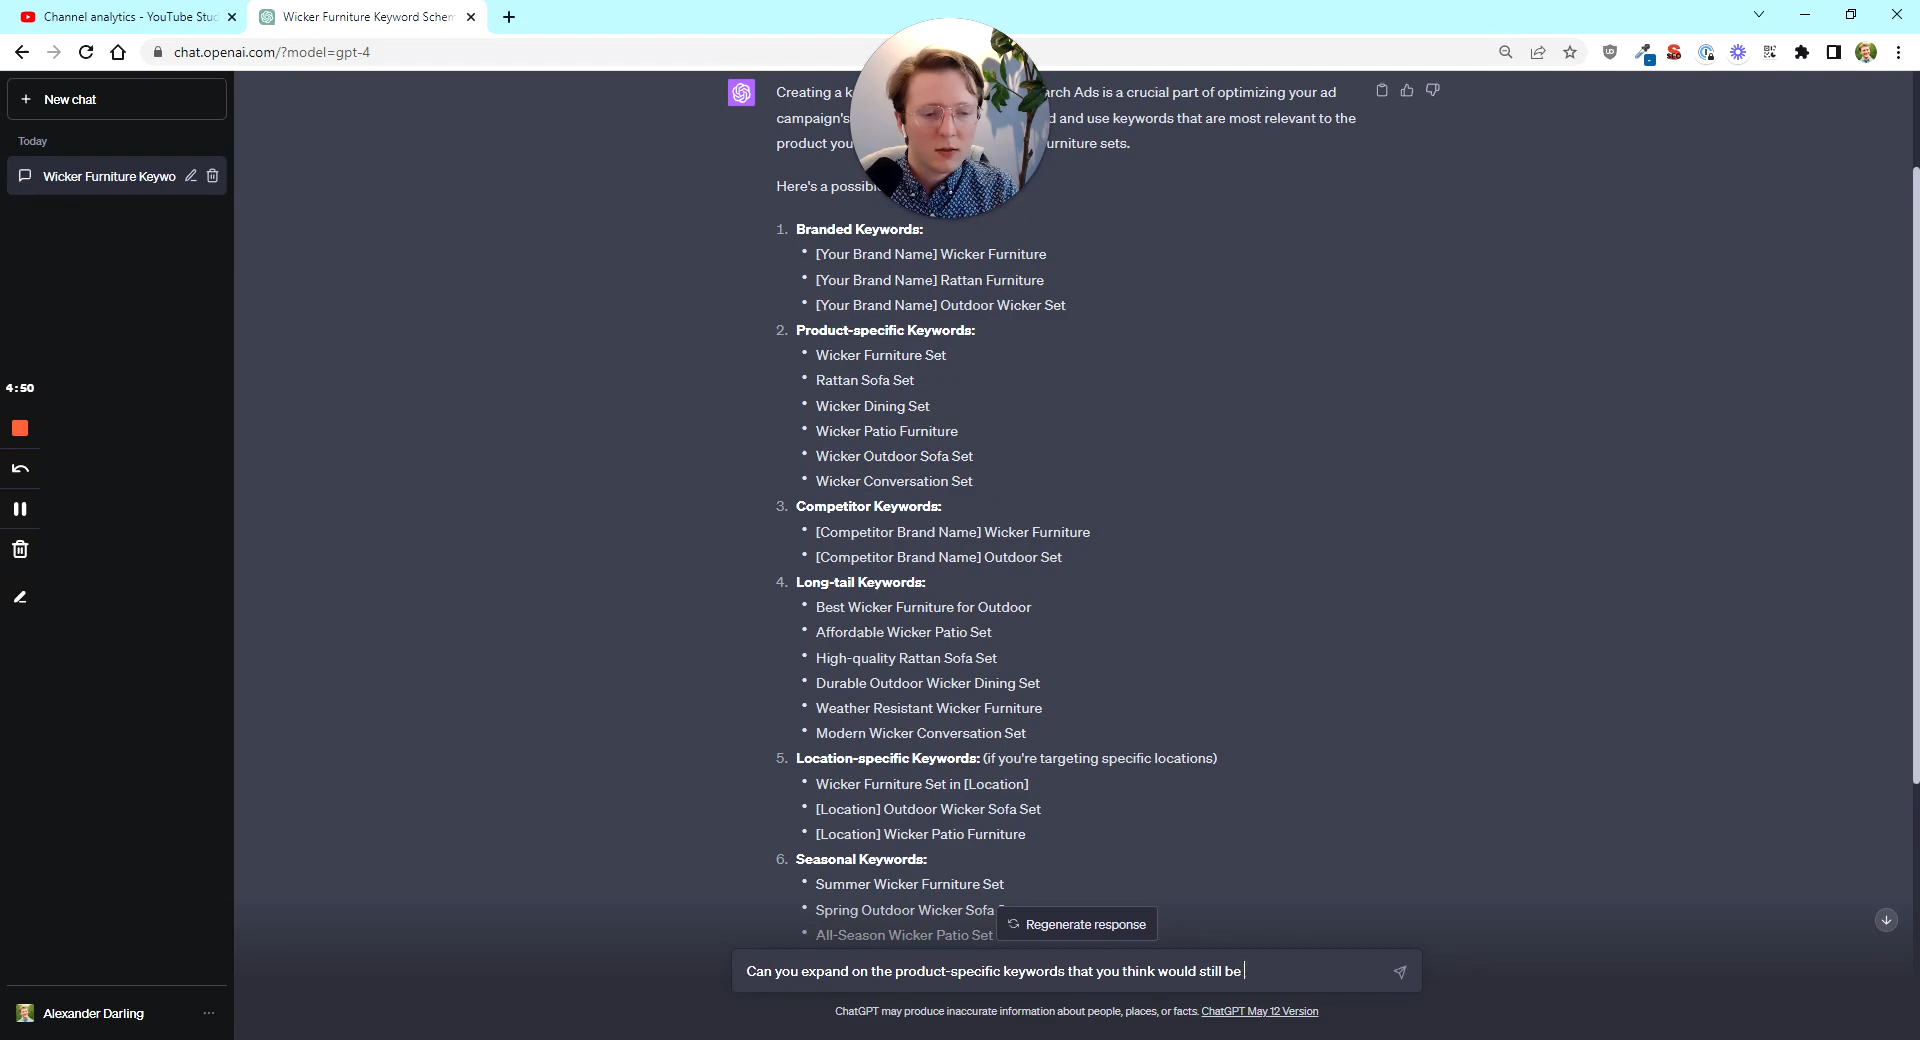 Channel analytics - YouTube Stud
Wicker Furniture Keyword Schem
chat.openai.com/?model=gpt-4
New chat
Today
Wicker Furniture Keywo
4:50
Creating a k
rch Ads is a crucial part of optimizing your ad
campaign's
d and use keywords that are most relevant to the
product you
urniture sets.
Here's a possibl
1. Branded Keywords:
• [Your Brand Name] Wicker Furniture
• [Your Brand Name] Rattan Furniture
• [Your Brand Name] Outdoor Wicker Set
2. Product-specific Keywords:
• Wicker Furniture Set
• Rattan Sofa Set
• Wicker Dining Set
• Wicker Patio Furniture
• Wicker Outdoor Sofa Set
• Wicker Conversation Set
3. Competitor Keywords:
• [Competitor Brand Name] Wicker Furniture
• [Competitor Brand Name] Outdoor Set
4. Long-tail Keywords:
• Best Wicker Furniture for Outdoor
• Affordable Wicker Patio Set
• High-quality Rattan Sofa Set
• Durable Outdoor Wicker Dining Set
• Weather Resistant Wicker Furniture
• Modern Wicker Conversation Set
5. Location-specific Keywords: (if you're targeting specific locations)
• Wicker Furniture Set in [Location]
• [Location] Outdoor Wicker Sofa Set
• [Location] Wicker Patio Furniture
6. Seasonal Keywords:
• Summer Wicker Furniture Set
• Spring Outdoor Wicker Sofa
• All-Season Wicker Patio Set
Regenerate response
Can you expand on the product-specific keywords that you think would still be
ChatGPT may produce inaccurate information about people, places, or facts. ChatGPT May 12 Version
Alexander Darling